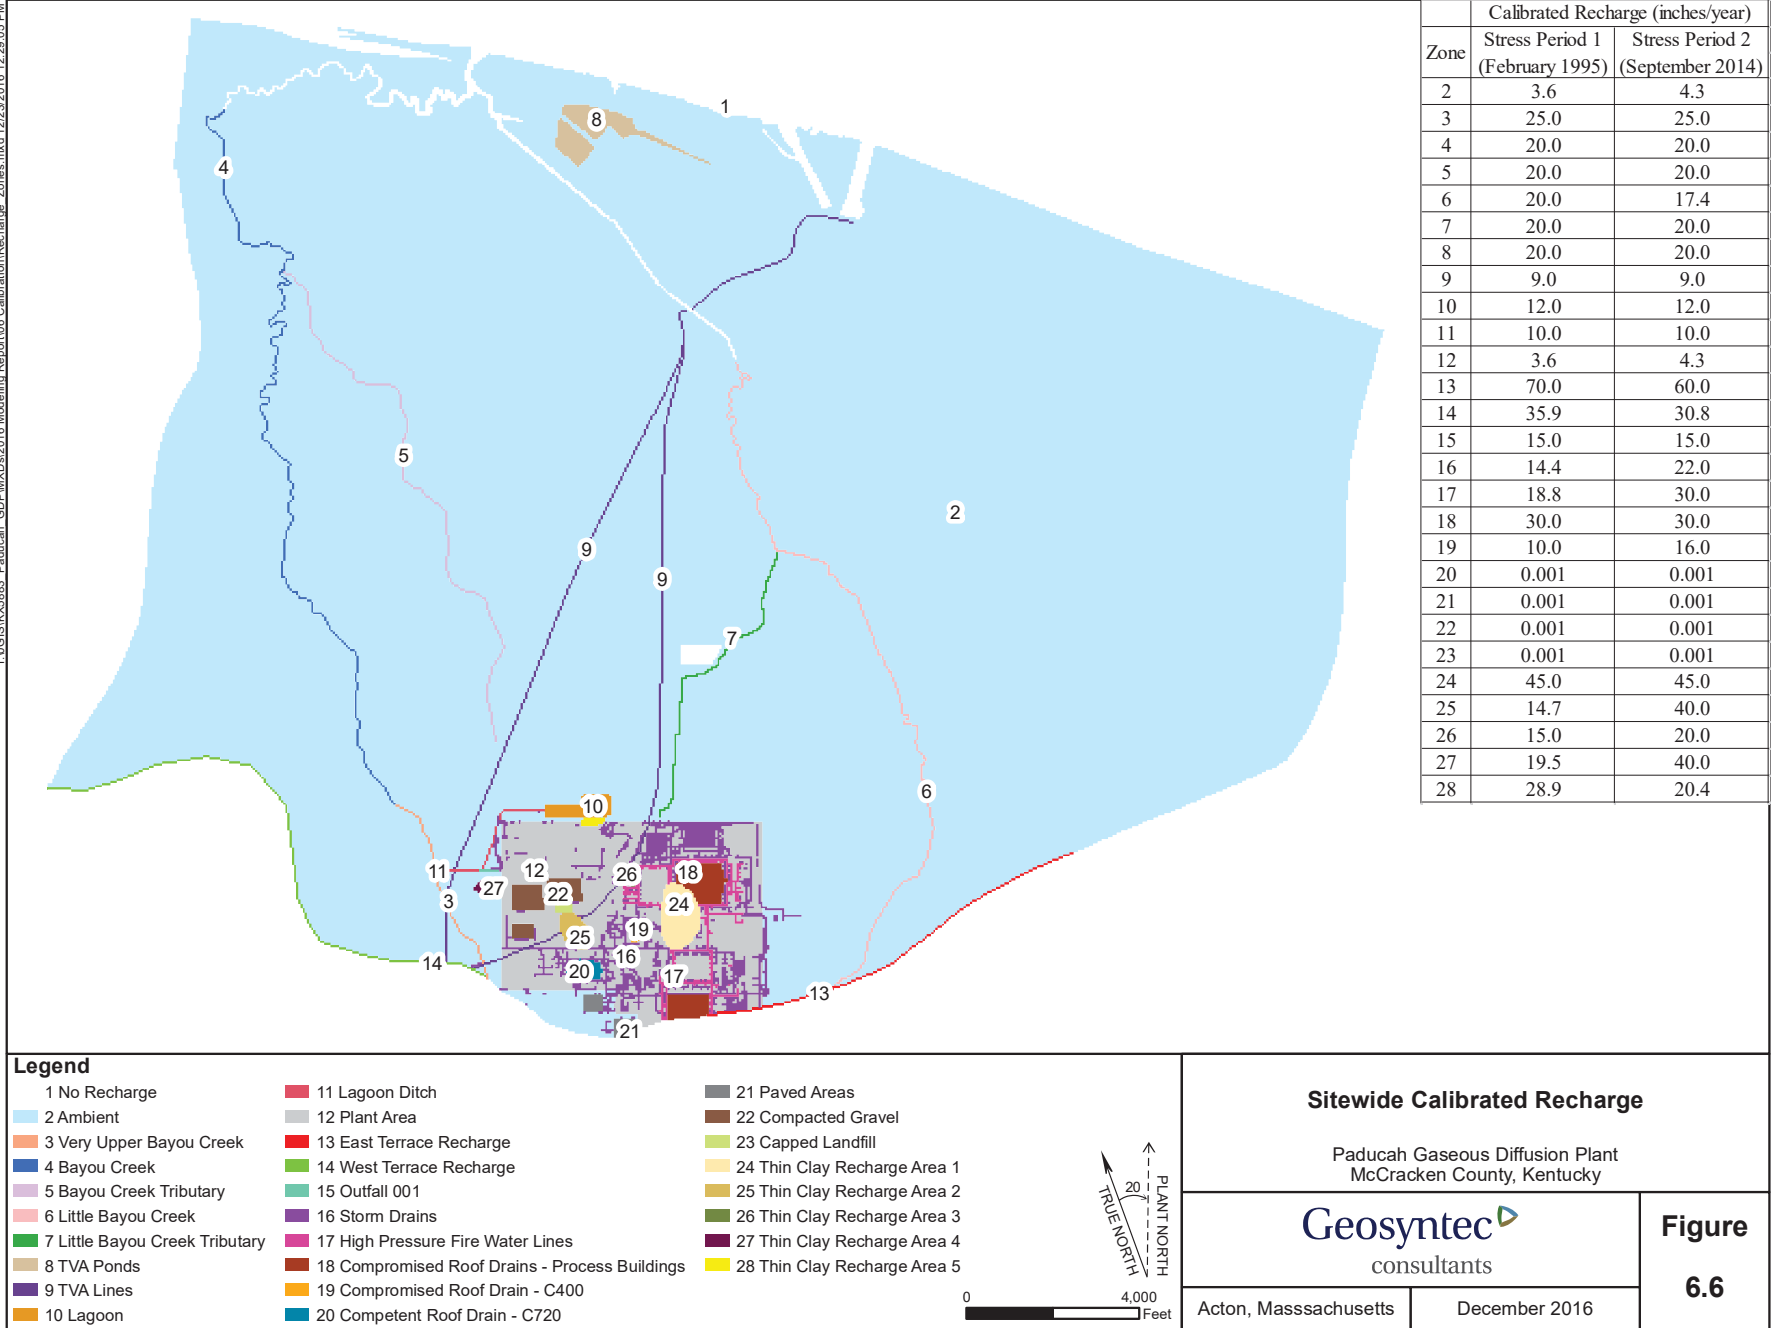 Calibrated Recharge (inches/year)
Zone
Stress Period 1 (February 1995)
Stress Period 2 (September 2014)
2 3.6 4.3
3 25.0 25.0
4 20.0 20.0
5 20.0 20.0
6 20.0 17.4
7 20.0 20.0
8 20.0 20.0
9 9.0 9.0
10 12.0 12.0
11 10.0 10.0
12 3.6 4.3
13 70.0 60.0
14 35.9 30.8
15 15.0 15.0
16 14.4 22.0
17 18.8 30.0
18 30.0 30.0
19 10.0 16.0
20 0.001 0.001
21 0.001 0.001
22 0.001 0.001
23 0.001 0.001
24 45.0 45.0
25 14.7 40.0
26 15.0 20.0
27 19.5 40.0
28 28.9 20.4
1
8
4
5
2
9
9
7
6
10
11
12
26
18
27
22
3
24
19
25
16
14
20
17
13
21
Legend
1 No Recharge
2 Ambient
3 Very Upper Bayou Creek
4 Bayou Creek
5 Bayou Creek Tributary
6 Little Bayou Creek
7 Little Bayou Creek Tributary
8 TVA Ponds
9 TVA Lines
10 Lagoon
11 Lagoon Ditch
12 Plant Area
13 East Terrace Recharge
14 West Terrace Recharge
15 Outfall 001
16 Storm Drains
17 High Pressure Fire Water Lines
18 Compromised Roof Drains - Process Buildings
19 Compromised Roof Drain - C400
20 Competent Roof Drain - C720
21 Paved Areas
22 Compacted Gravel
23 Capped Landfill
24 Thin Clay Recharge Area 1
25 Thin Clay Recharge Area 2
26 Thin Clay Recharge Area 3
27 Thin Clay Recharge Area 4
28 Thin Clay Recharge Area 5
20
TRUE NORTH
PLANT NORTH
0 4,000
Feet
Sitewide Calibrated Recharge
Paducah Gaseous Diffusion Plant
McCracken County, Kentucky
Geosyntec
consultants
Figure
6.6
Acton, Masssachusetts
December 2016